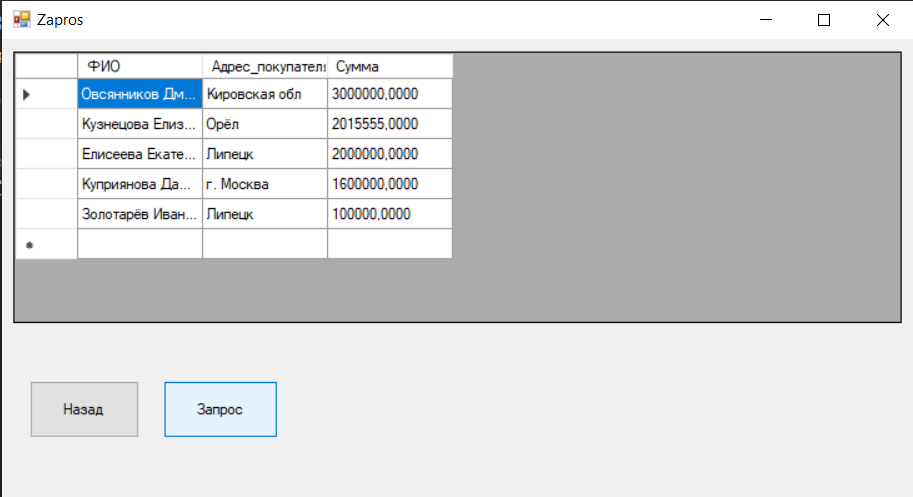 Zapros
ФИО Адрес_покупателя Сумма
Овсянников Дм... Кировская обл 3000000,0000
Кузнецова Елиз... Орёл 2015555,0000
Елисеева Екате... Липецк 2000000,0000
Куприянова Да... г. Москва 1600000,0000
Золотарёв Иван... Липецк 100000,0000
Назад Запрос